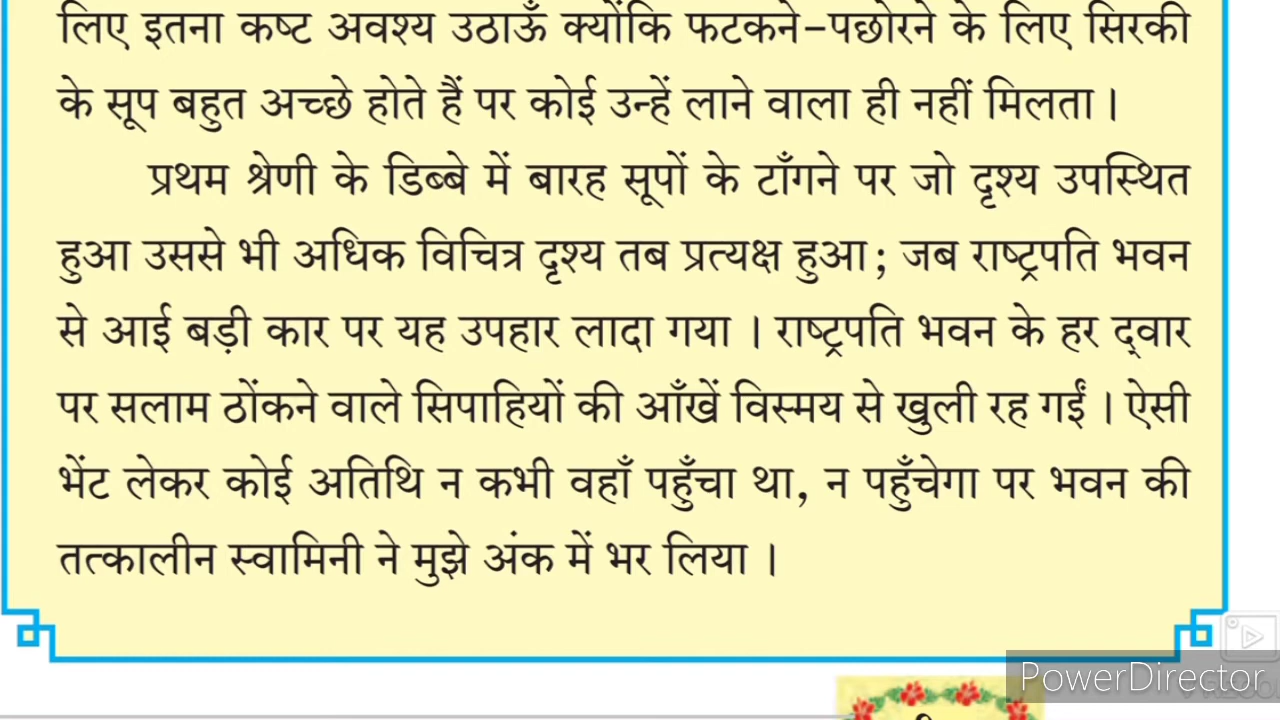 लिए इतना कष्ट अवश्य उठाऊँ क्योंकि फटकने-पछोरने के लिए सिरकी
के सूप बहुत अच्छे होते हैं पर कोई उन्हें लाने वाला ही नहीं मिलता ।
प्रथम श्रेणी के डिब्बे में बारह सूपों के टाँगने पर जो दृश्य उपस्थित
हुआ उससे भी अधिक विचित्र दृश्य तब प्रत्यक्ष हुआ; जब राष्ट्रपति भवन
से आई बड़ी कार पर यह उपहार लादा गया । राष्ट्रपति भवन के हर द्‌वार
पर सलाम ठोंकने वाले सिपाहियों की आँखें विस्मय से खुली रह गईं । ऐसी
भेंट लेकर कोई अतिथि न कभी वहाँ पहुँचा था, न पहुँचेगा पर भवन की
तत्कालीन स्वामिनी ने मुझे अंक में भर लिया ।
PowerDirector